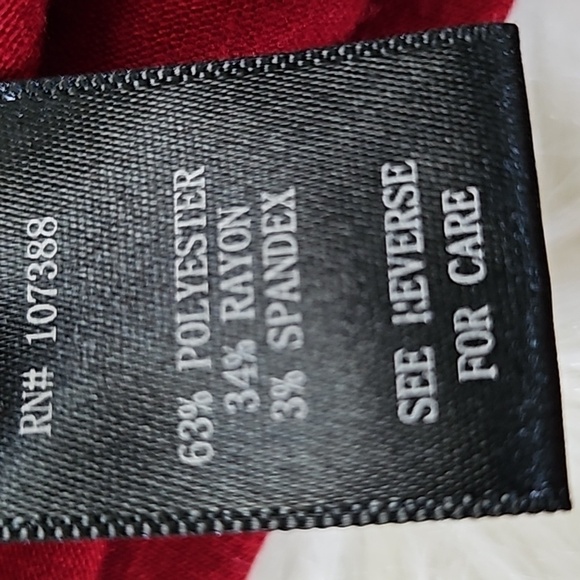 RN# 107388
63% POLYESTER
34% RAYON
3% SPANDEX
SEE REVERSE
FOR CARE